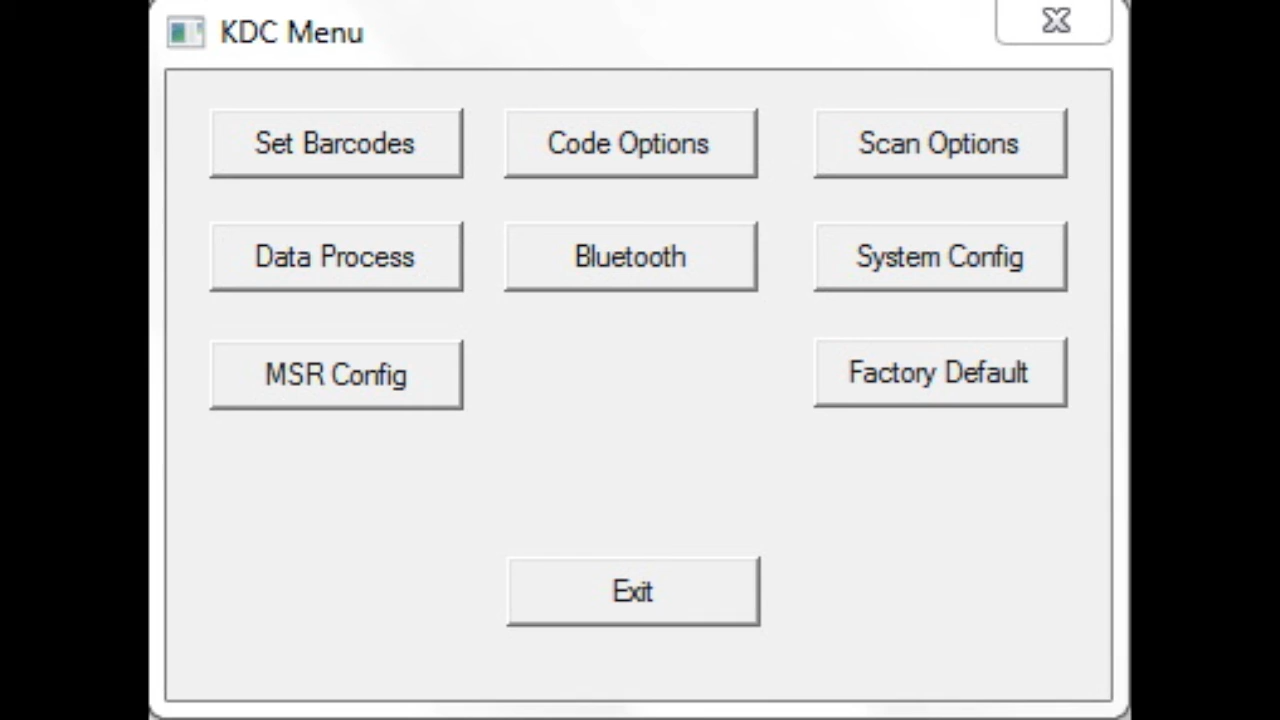 KDC Menu
Set Barcodes Code Options Scan Options
Data Process Bluetooth System Config
MSR Config Factory Default
Exit